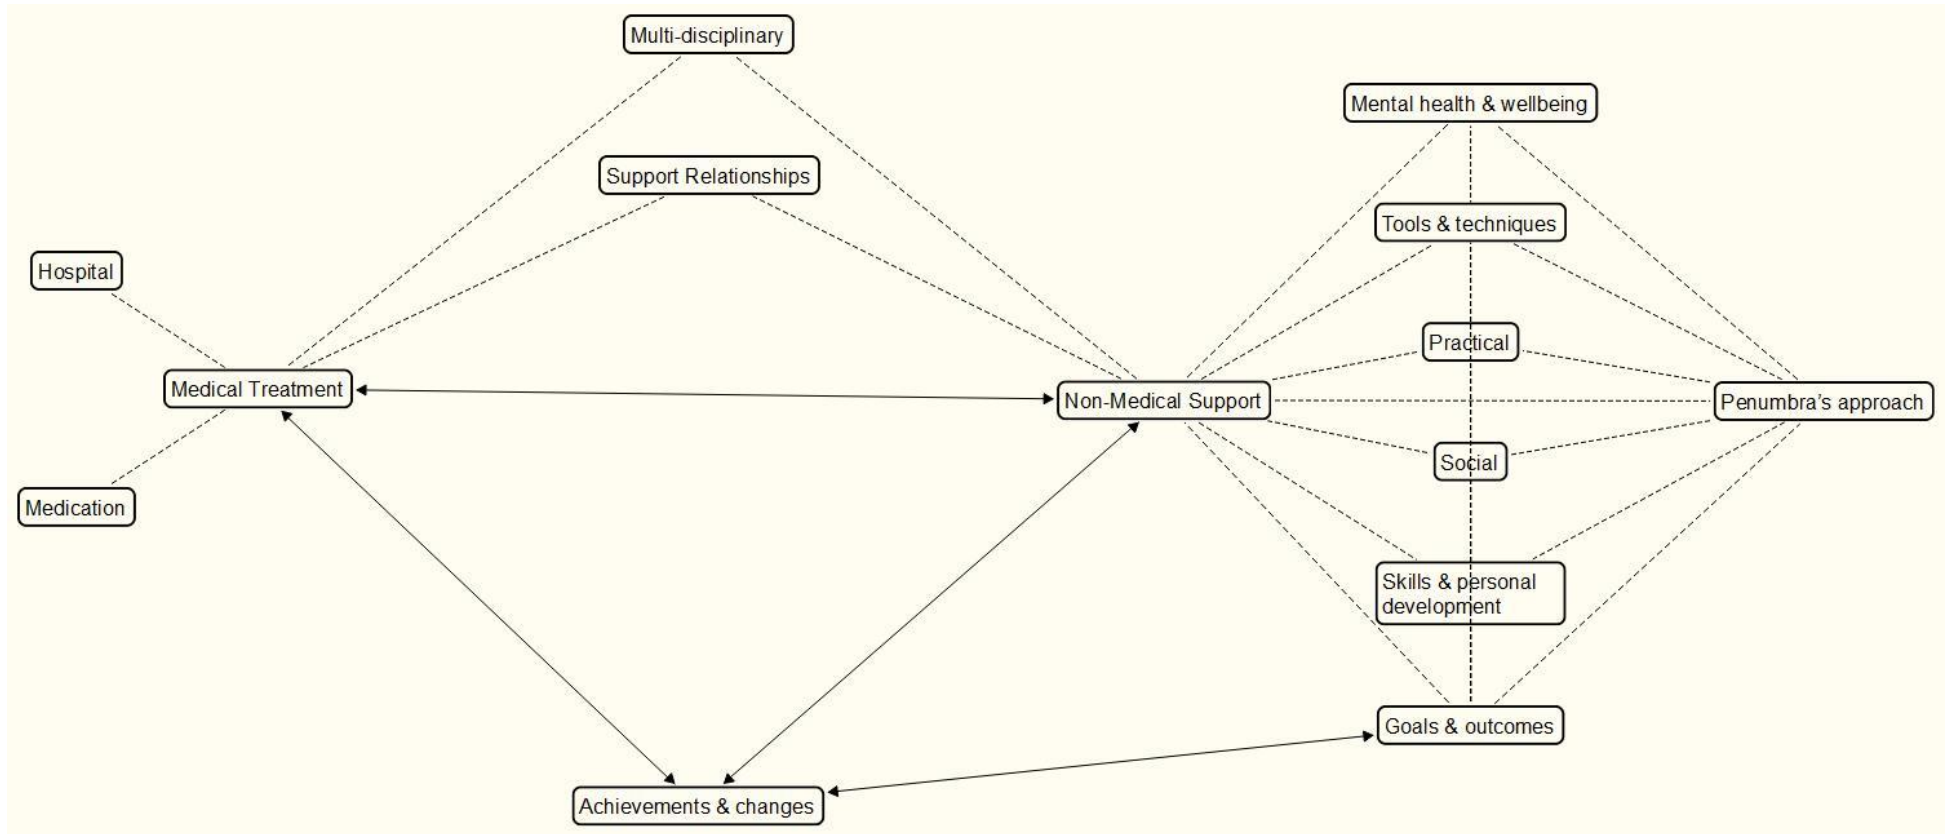 Multi-disciplinary
Mental health & wellbeing
Support Relationships
Tools & techniques
Hospital
Practical
Medical Treatment
Non-Medical Support
Penumbra’s approach
Social
Medication
Skills & personal
development
Goals & outcomes
Achievements & changes